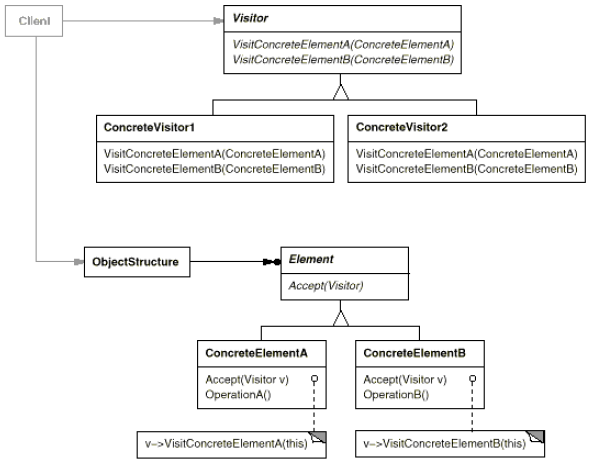 Client
Visitor
VisitConcreteElementA(ConcreteElementA)
VisitConcreteElementB(ConcreteElementB)
ConcreteVisitor1
VisitConcreteElementA(ConcreteElementA)
VisitConcreteElementB(ConcreteElementB)
ConcreteVisitor2
VisitConcreteElementA(ConcreteElementA)
VisitConcreteElementB(ConcreteElementB)
ObjectStructure
Element
Accept(Visitor)
ConcreteElementA
Accept(Visitor v)
OperationA()
ConcreteElementB
Accept(Visitor v)
OperationB()
v->VisitConcreteElementA(this)
v->VisitConcreteElementB(this)